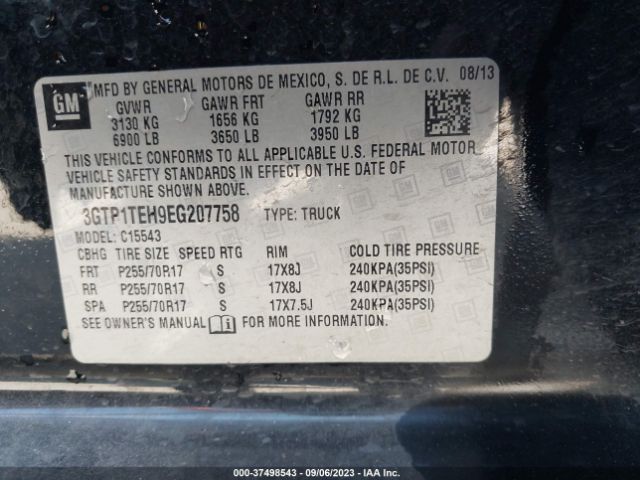 GM
MFD BY GENERAL MOTORS DE MEXICO, S. DE R.L. DE C.V. 08/13
GVWR GAWR FRT GAWR RR
3130 KG 1656 KG 1792 KG
6900 LB 3650 LB 3950 LB
THIS VEHICLE CONFORMS TO ALL APPLICABLE U.S. FEDERAL MOTOR
VEHICLE SAFETY STANDARDS IN EFFECT ON THE DATE OF
MANUFACTURE SHOWN ABOVE.
3GTP1TEH9EG207758 TYPE: TRUCK
MODEL: C15543
CBHG TIRE SIZE SPEED RTG RIM COLD TIRE PRESSURE
FRT P255/70R17 S 17X8J 240KPA(35PSI)
RR P255/70R17 S 17X8J 240KPA(35PSI)
SPA P255/70R17 S 17X7.5J 240KPA(35PSI)
SEE OWNER'S MANUAL i FOR MORE INFORMATION.
000-37498543 / 09/06/2023 / IAA Inc.